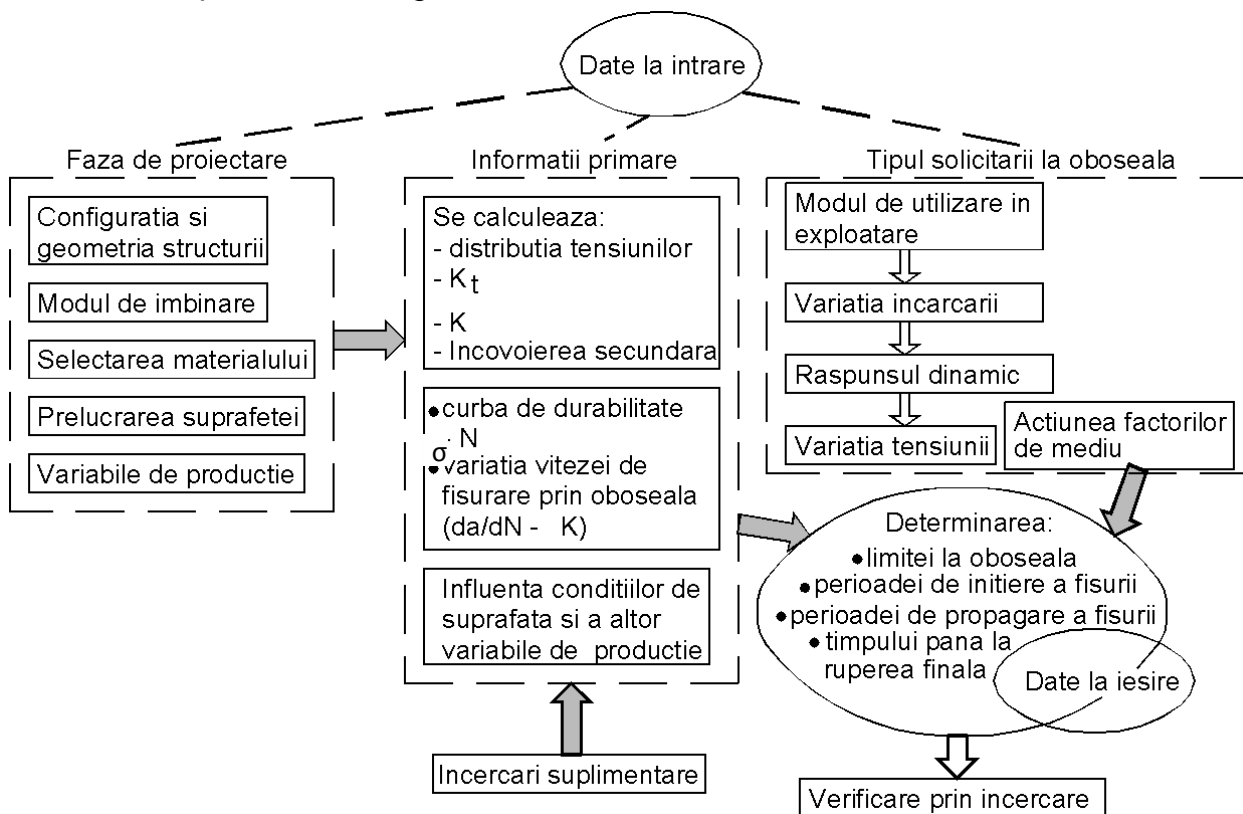 Date la intrare
Faza de proiectare
Configuratia si
geometria structurii
Modul de imbinare
Selectarea materialului
Prelucrarea suprafetei
Variabile de productie
Informatii primare
Se calculeaza:
- distributia tensiunilor
- Kt
- K
- Incovoierea secundara
• curba de durabilitate
σ - N
• variatia vitezei de
fisurare prin oboseala
(da/dN - K)
Influenta conditiilor de
suprafata si a altor
variabile de productie
Incercari suplimentare
Tipul solicitarii la oboseala
Modul de utilizare in
exploatare
Variatia incarcarii
Raspunsul dinamic
Variatia tensiunii
Actiunea factorilor
de mediu
Determinarea:
• limitei la oboseala
• perioadei de initiere a fisurii
• perioadei de propagare a fisurii
• timpului pana la
ruperea finala
Date la iesire
Verificare prin incercare